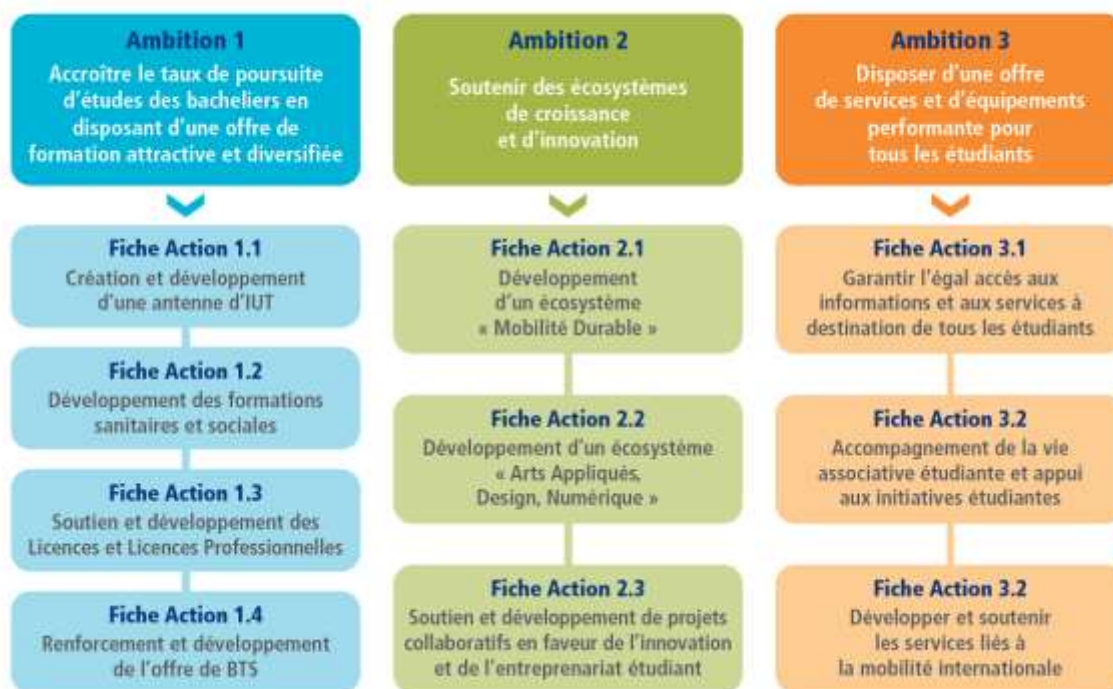 Ambition 1
Accroître le taux de poursuite
d'études des bacheliers en
disposant d'une offre de
formation attractive et diversifiée
Fiche Action 1.1
Création et développement
d'une antenne d'IUT
Fiche Action 1.2
Développement des formations
sanitaires et sociales
Fiche Action 1.3
Soutien et développement des
Licences et Licences Professionnelles
Fiche Action 1.4
Renforcement et développement
de l'offre de BTS
Ambition 2
Soutenir des écosystèmes
de croissance
et d'innovation
Fiche Action 2.1
Développement
d'un écosystème
« Mobilité Durable »
Fiche Action 2.2
Développement d'un écosystème
« Arts Appliqués,
Design, Numérique »
Fiche Action 2.3
Soutien et développement de projets
collaboratifs en faveur de l'innovation
et de l'entreprenariat étudiant
Ambition 3
Disposer d'une offre
de services et d'équipements
performante pour
tous les étudiants
Fiche Action 3.1
Garantir l'égal accès aux
informations et aux services à
destination de tous les étudiants
Fiche Action 3.2
Accompagnement de la vie
associative étudiante et appui
aux initiatives étudiantes
Fiche Action 3.2
Développer et soutenir
les services liés à
la mobilité internationale